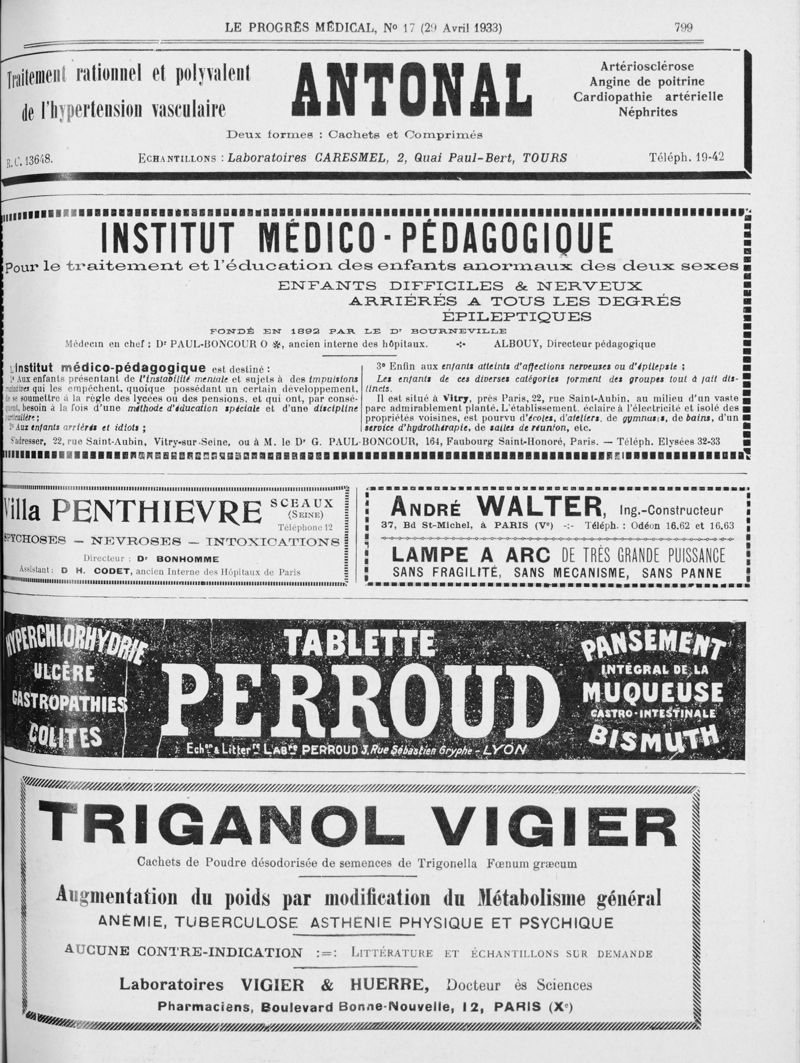 LE PROGRÈS MÉDICAL, No 17 (29 Avril 1933) 799
Traitement rationnel et polyvalent
de l'hypertension vasculaire
ANTONAL
Artériosclérose
Angine de poitrine
Cardiopathie artérielle
Néphrites
Deux formes : Cachets et Comprimés
R.C. 13648. ECHANTILLONS : Laboratoires CARESMEL, 2, Quai Paul-Bert, TOURS Téléph. 19-42
INSTITUT MÉDICO-PÉDAGOGIQUE
Pour le traitement et l'éducation des enfants anormaux des deux sexes
ENFANTS DIFFICILES & NERVEUX
ARRIÉRÉS A TOUS LES DEGRÉS
ÉPILEPTIQUES
FONDÉ EN 1892 PAR LE Dr BOURNEVILLE
Médecin en chef : Dr PAUL-BONCOUR O ✻, ancien interne des hôpitaux. -:- ALBOUY, Directeur pédagogique
L'Institut médico-pédagogique est destiné :
1° Aux enfants présentant de l'instabilité mentale et sujets à des impulsions
maladives qui les empêchent, quoique possédant un certain développement,
de se soumettre à la règle des lycées ou des pensions, et qui ont, par consé-
quent, besoin à la fois d'une méthode d'éducation spéciale et d'une discipline
particulière ;
2° Aux enfants arriérés et idiots ;
3° Enfin aux enfants atteints d'affections nerveuses ou d'épilepsie ;
Les enfants de ces diverses catégories forment des groupes tout à fait dis-
tincts.
Il est situé à Vitry, près Paris, 22, rue Saint-Aubin, au milieu d'un vaste
parc admirablement planté. L'établissement, éclairé à l'électricité et isolé des
propriétés voisines, est pourvu d'écoles, d'ateliers, de gymnases, de bains, d'un
service d'hydrothérapie, de salles de réunion, etc.
S'adresser, 22, rue Saint-Aubin, Vitry-sur-Seine, ou à M. le Dr G. PAUL-BONCOUR, 164, Faubourg Saint-Honoré, Paris. — Téléph. Elysées 32-33
Villa PENTHIEVRE SCEAUX
(SEINE)
Téléphone 12
PSYCHOSES — NEVROSES — INTOXICATIONS
Directeur : Dr BONHOMME
Assistant : D H. CODET, ancien Interne des Hôpitaux de Paris
ANDRÉ WALTER, Ing.-Constructeur
37, Bd St-Michel, à PARIS (Ve) -:- Téléph. : Odéon 16.62 et 16,63
LAMPE A ARC DE TRÈS GRANDE PUISSANCE
SANS FRAGILITÉ, SANS MECANISME, SANS PANNE
HYPERCHLORHYDRIE
ULCÈRE
GASTROPATHIES
COLITES
TABLETTE
PERROUD
Echons & Littérre LABres PERROUD 3, Rue Sébastien Gryphe - LYON
PANSEMENT
INTÉGRAL DE LA
MUQUEUSE
GASTRO-INTESTINALE
BISMUTH
TRIGANOL VIGIER
Cachets de Poudre désodorisée de semences de Trigonella Fœnum græcum
Augmentation du poids par modification du Métabolisme général
ANÉMIE, TUBERCULOSE ASTHÉNIE PHYSIQUE ET PSYCHIQUE
AUCUNE CONTRE-INDICATION :=: LITTÉRATURE ET ÉCHANTILLONS SUR DEMANDE
Laboratoires VIGIER & HUERRE, Docteur ès Sciences
Pharmaciens, Boulevard Bonne-Nouvelle, 12, PARIS (Xe)